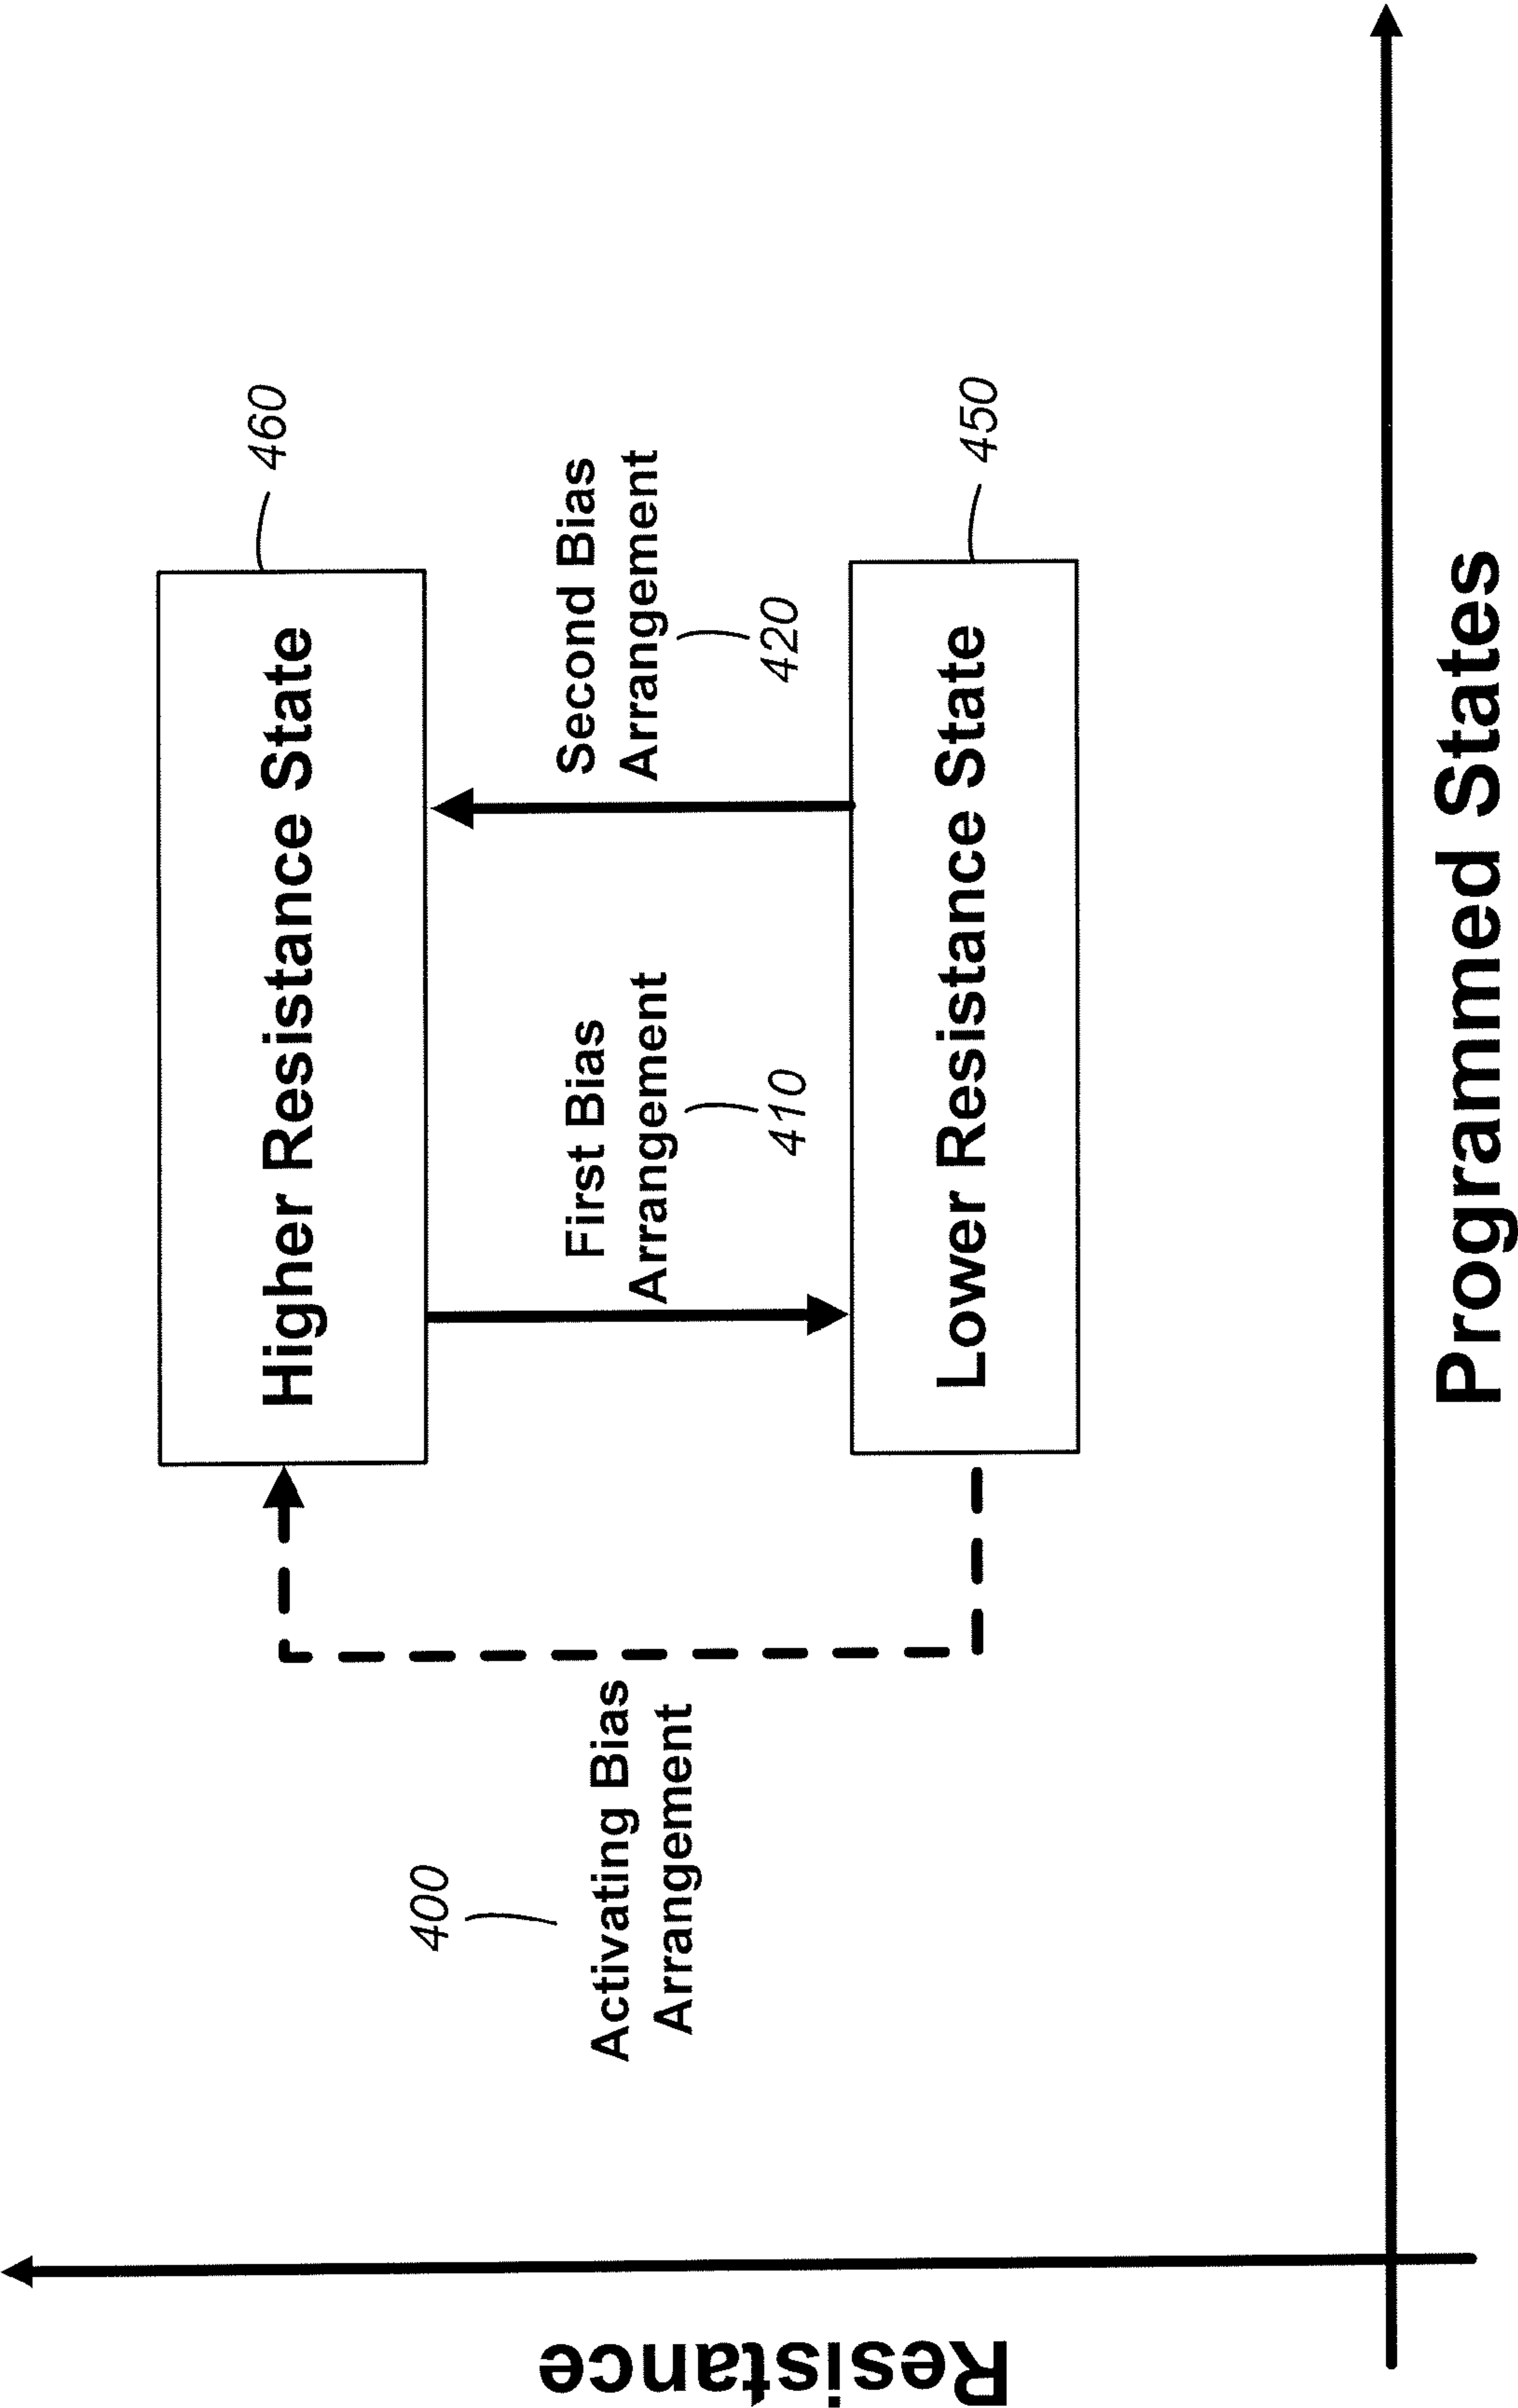 Resistance
460
Higher Resistance State
400
Activating Bias
Arrangement
First Bias
Arrangement
410
Second Bias
Arrangement
420
450
Lower Resistance State
Programmed States